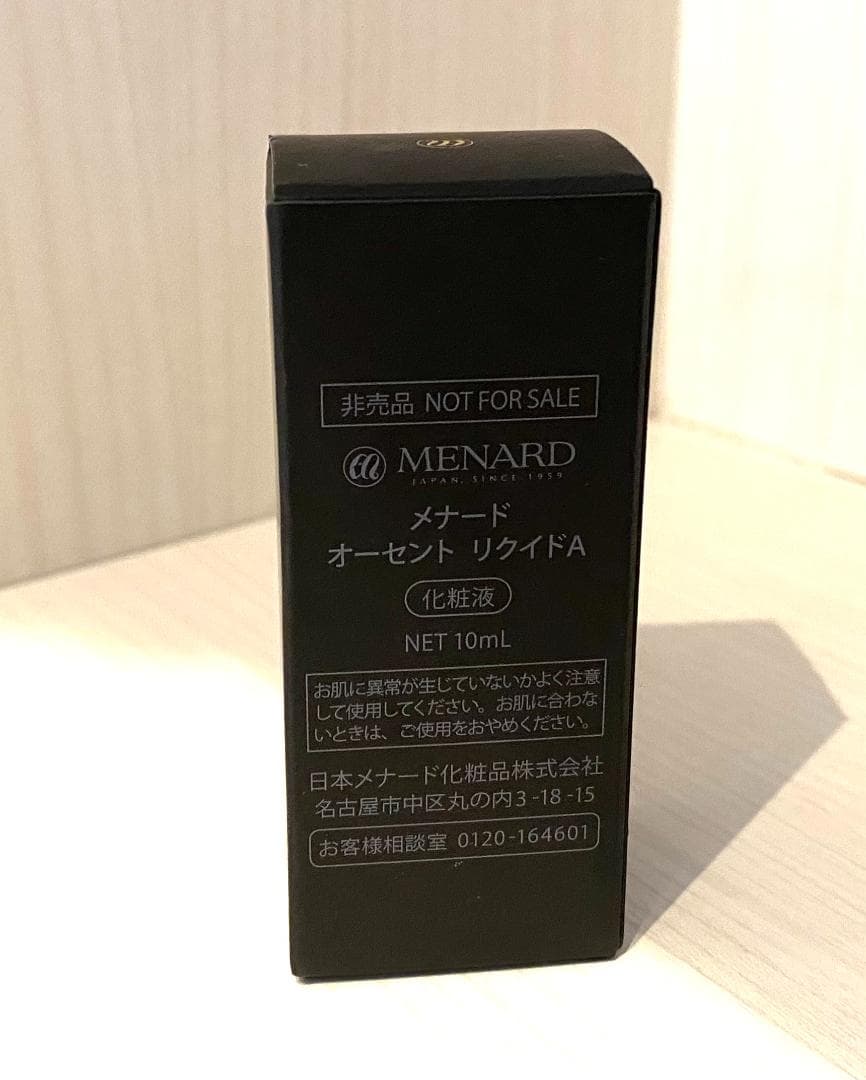 非売品 NOT FOR SALE
MENARD
JAPAN, SINCE 1959
メナード
オーセント リクイドA
化粧液
NET 10mL
お肌に異常が生じていないかよく注意
して使用してください。お肌に合わな
いときは、ご使用をおやめください。
日本メナード化粧品株式会社
名古屋市中区丸の内3-18-15
お客様相談室 0120-164601